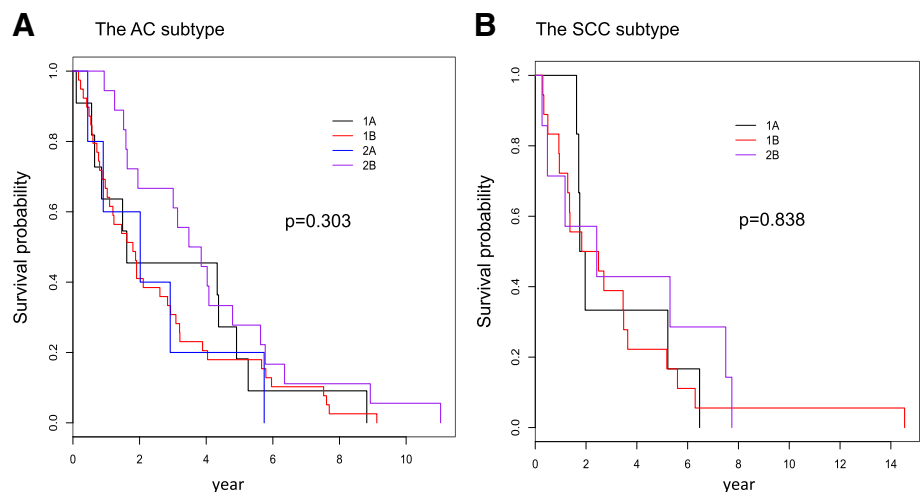 A
The AC subtype
Survival probability
1.0
0.8
0.6
0.4
0.2
0.0
1A
1B
2A
2B
p=0.303
0 2 4 6 8 10
year
B
The SCC subtype
Survival probability
1.0
0.8
0.6
0.4
0.2
0.0
1A
1B
2B
p=0.838
0 2 4 6 8 10 12 14
year